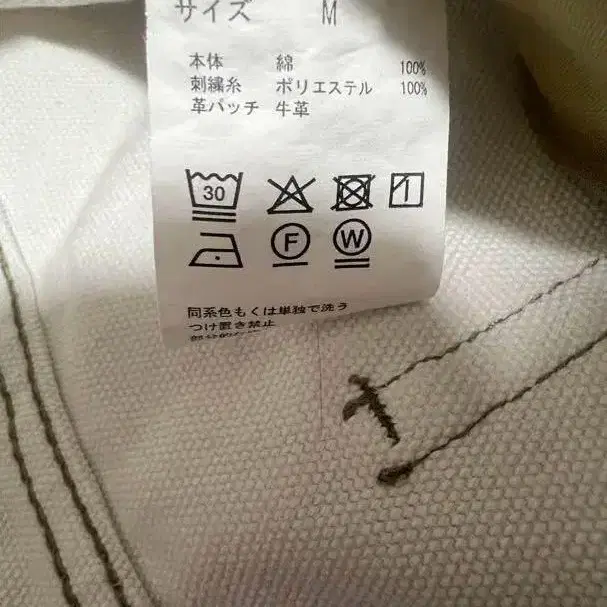 サイズ M
本体 綿 100%
刺繍糸 ポリエステル 100%
革パッチ 牛革
30
F W
同系色もくは単独で洗う
つけ置き禁止